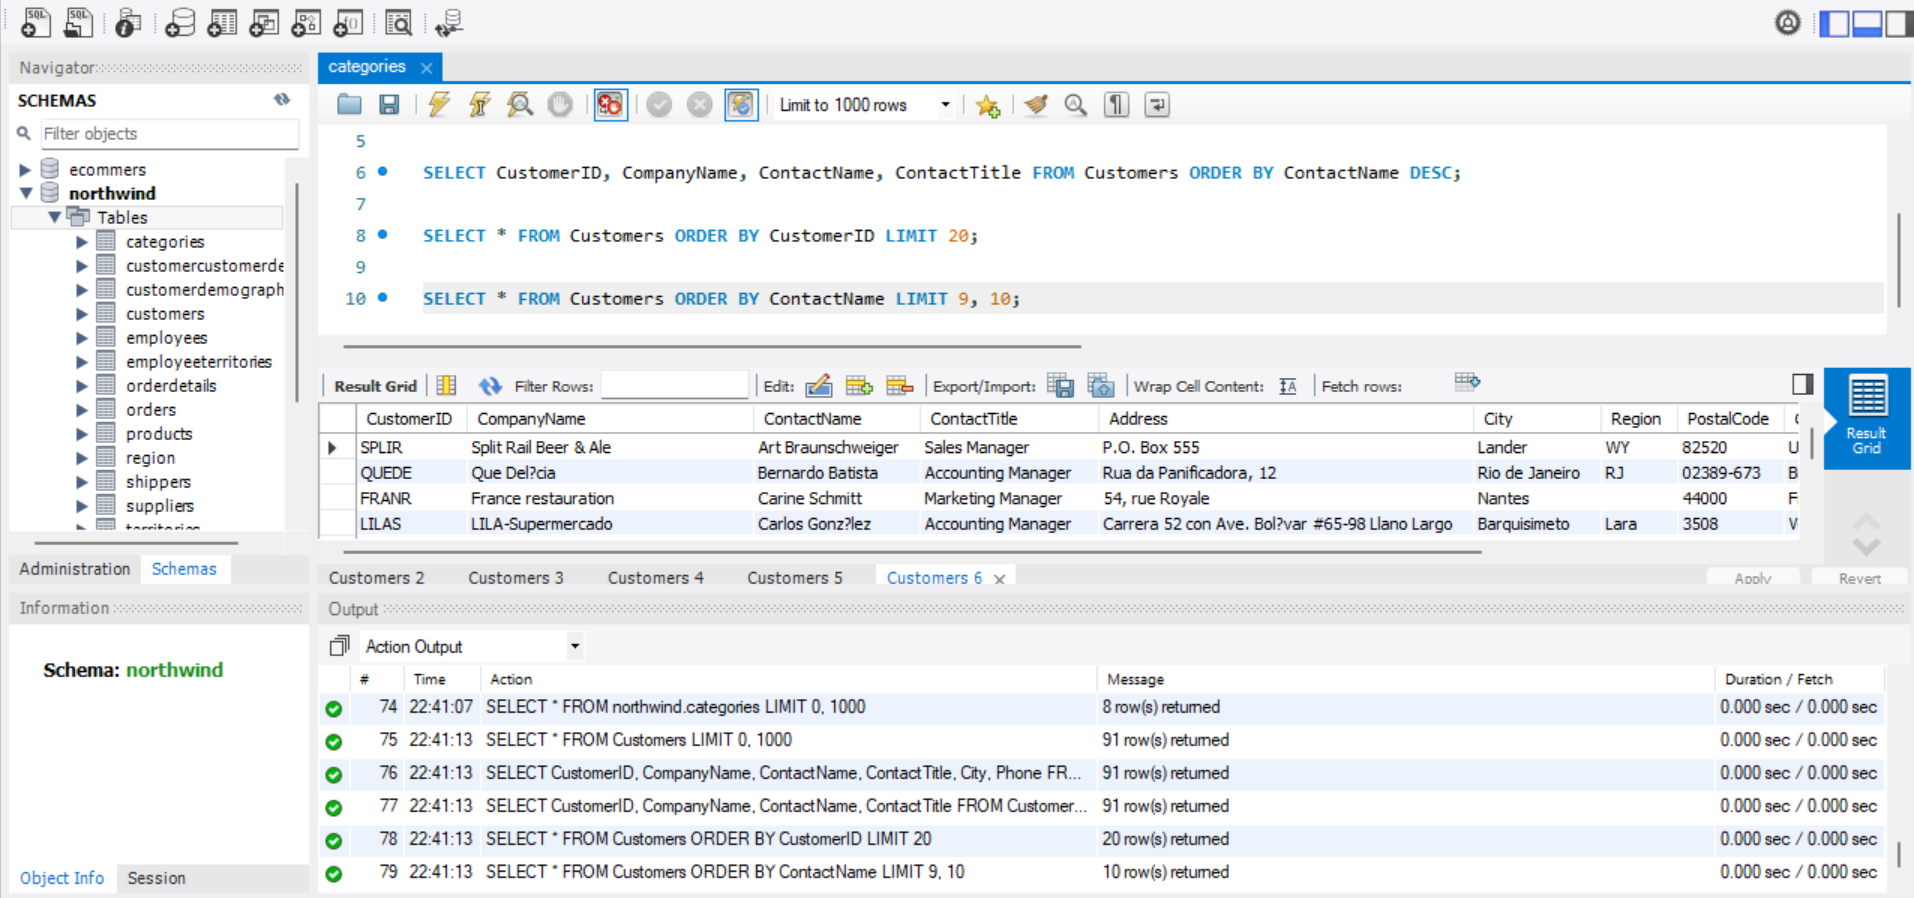 SQL
SQL
Navigator
SCHEMAS
Filter objects
ecommers
northwind
Tables
categories
customercustomerde
customerdemograph
customers
employees
employeeterritories
orderdetails
orders
products
region
shippers
suppliers
territories
Administration Schemas
Information
Schema: northwind
Object Info Session
categories
Limit to 1000 rows
5
6 SELECT CustomerID, CompanyName, ContactName, ContactTitle FROM Customers ORDER BY ContactName DESC;
7
8 SELECT * FROM Customers ORDER BY CustomerID LIMIT 20;
9
10 SELECT * FROM Customers ORDER BY ContactName LIMIT 9, 10;
Result Grid Filter Rows: Edit: Export/Import: Wrap Cell Content: Fetch rows:
CustomerID CompanyName ContactName ContactTitle Address City Region PostalCode
SPLIR Split Rail Beer & Ale Art Braunschweiger Sales Manager P.O. Box 555 Lander WY 82520 U
QUEDE Que Del?cia Bernardo Batista Accounting Manager Rua da Panificadora, 12 Rio de Janeiro RJ 02389-673 B
FRANR France restauration Carine Schmitt Marketing Manager 54, rue Royale Nantes 44000 F
LILAS LILA-Supermercado Carlos Gonz?lez Accounting Manager Carrera 52 con Ave. Bol?var #65-98 Llano Largo Barquisimeto Lara 3508 V
Result
Grid
Customers 2 Customers 3 Customers 4 Customers 5 Customers 6 Apply Revert
Output
Action Output
# Time Action Message Duration / Fetch
74 22:41:07 SELECT * FROM northwind.categories LIMIT 0, 1000 8 row(s) returned 0.000 sec / 0.000 sec
75 22:41:13 SELECT * FROM Customers LIMIT 0, 1000 91 row(s) returned 0.000 sec / 0.000 sec
76 22:41:13 SELECT CustomerID, CompanyName, ContactName, ContactTitle, City, Phone FR... 91 row(s) returned 0.000 sec / 0.000 sec
77 22:41:13 SELECT CustomerID, CompanyName, ContactName, ContactTitle FROM Customer... 91 row(s) returned 0.000 sec / 0.000 sec
78 22:41:13 SELECT * FROM Customers ORDER BY CustomerID LIMIT 20 20 row(s) returned 0.000 sec / 0.000 sec
79 22:41:13 SELECT * FROM Customers ORDER BY ContactName LIMIT 9, 10 10 row(s) returned 0.000 sec / 0.000 sec